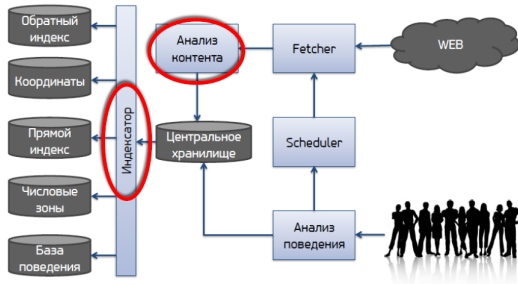 Обратный
индекс
Координаты
Прямой
индекс
Числовые
зоны
База
поведения
Индексатор
Анализ
контента
Центральное
хранилище
Fetcher
Scheduler
Анализ
поведения
WEB